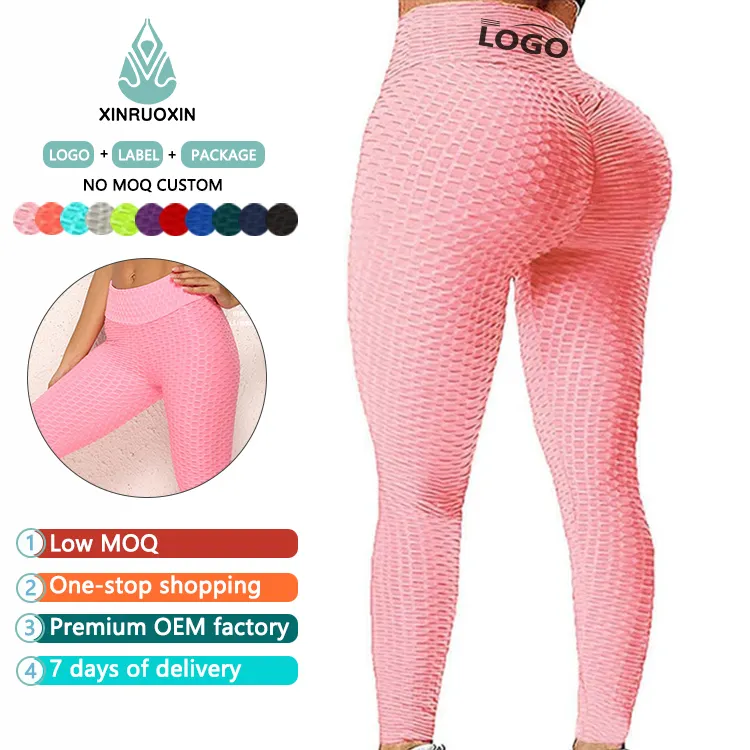 XINRUOXIN
LOGO + LABEL + PACKAGE
NO MOQ CUSTOM
LOGO
1 Low MOQ
2 One-stop shopping
3 Premium OEM factory
4 7 days of delivery